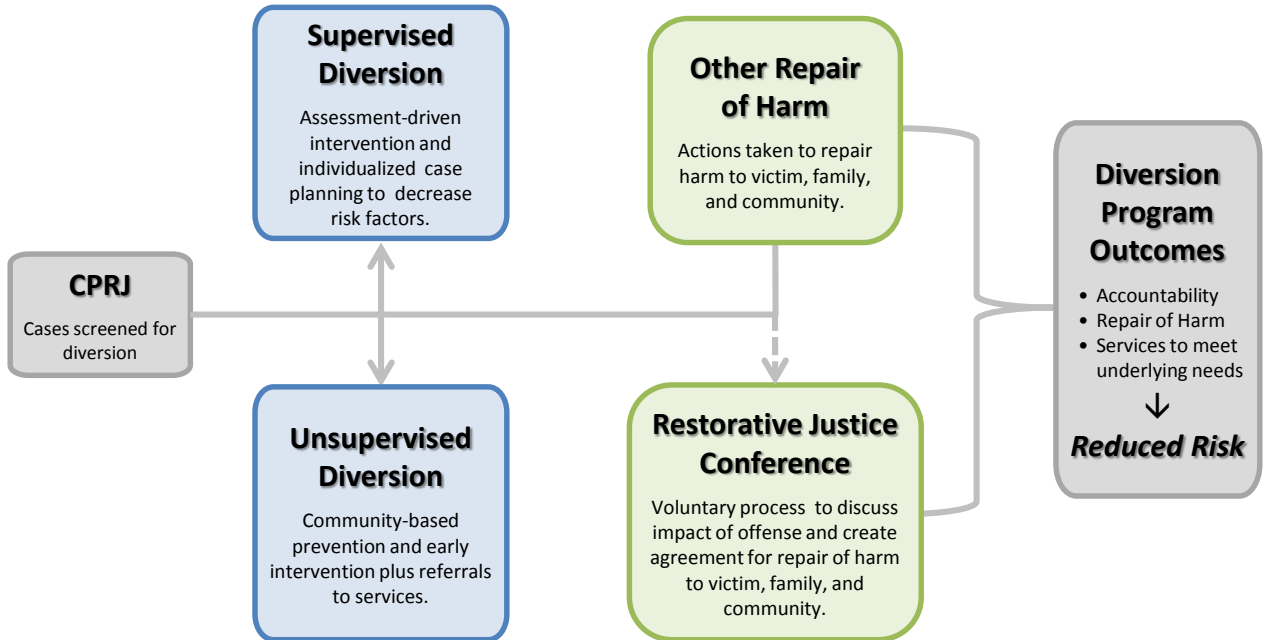 CPRJ
Cases screened for
diversion
Supervised
Diversion
Assessment-driven
intervention and
individualized case
planning to decrease
risk factors.
Unsupervised
Diversion
Community-based
prevention and early
intervention plus referrals
to services.
Other Repair
of Harm
Actions taken to repair
harm to victim, family,
and community.
Restorative Justice
Conference
Voluntary process to discuss
impact of offense and create
agreement for repair of harm
to victim, family, and
community.
Diversion
Program
Outcomes
• Accountability
• Repair of Harm
• Services to meet
underlying needs
↓
Reduced Risk